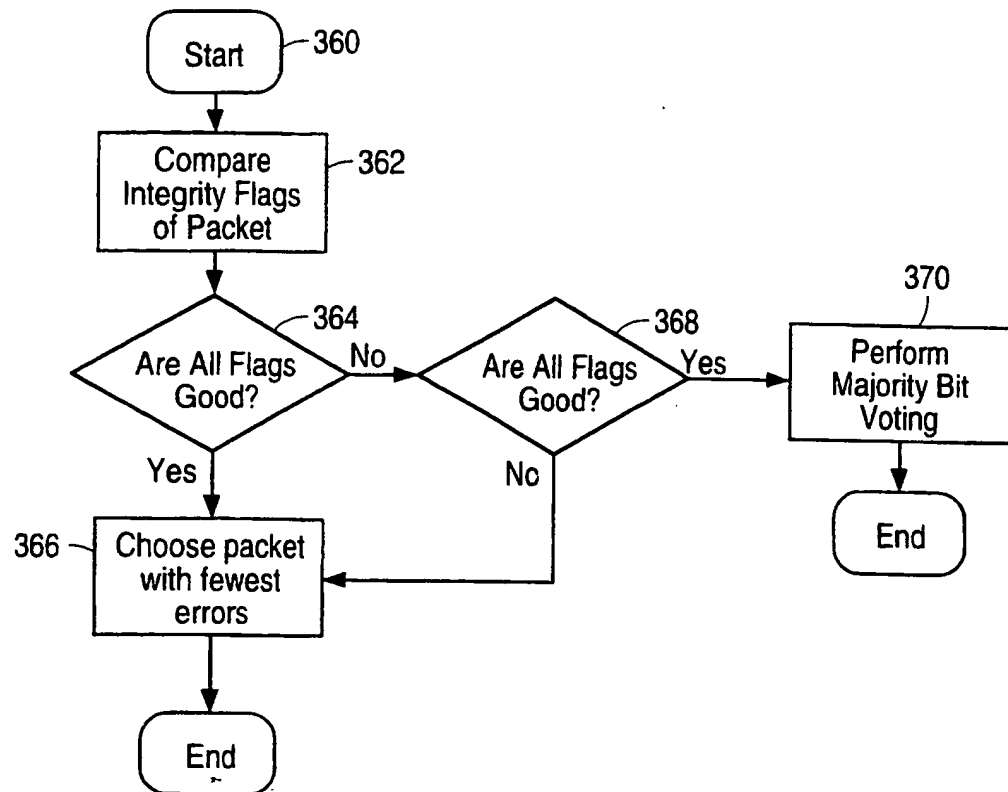 Start
360
Compare
Integrity Flags
of Packet
362
Are All Flags
Good?
364
No
Yes
Are All Flags
Good?
368
Yes
No
370
Perform
Majority Bit
Voting
End
366
Choose packet
with fewest
errors
End